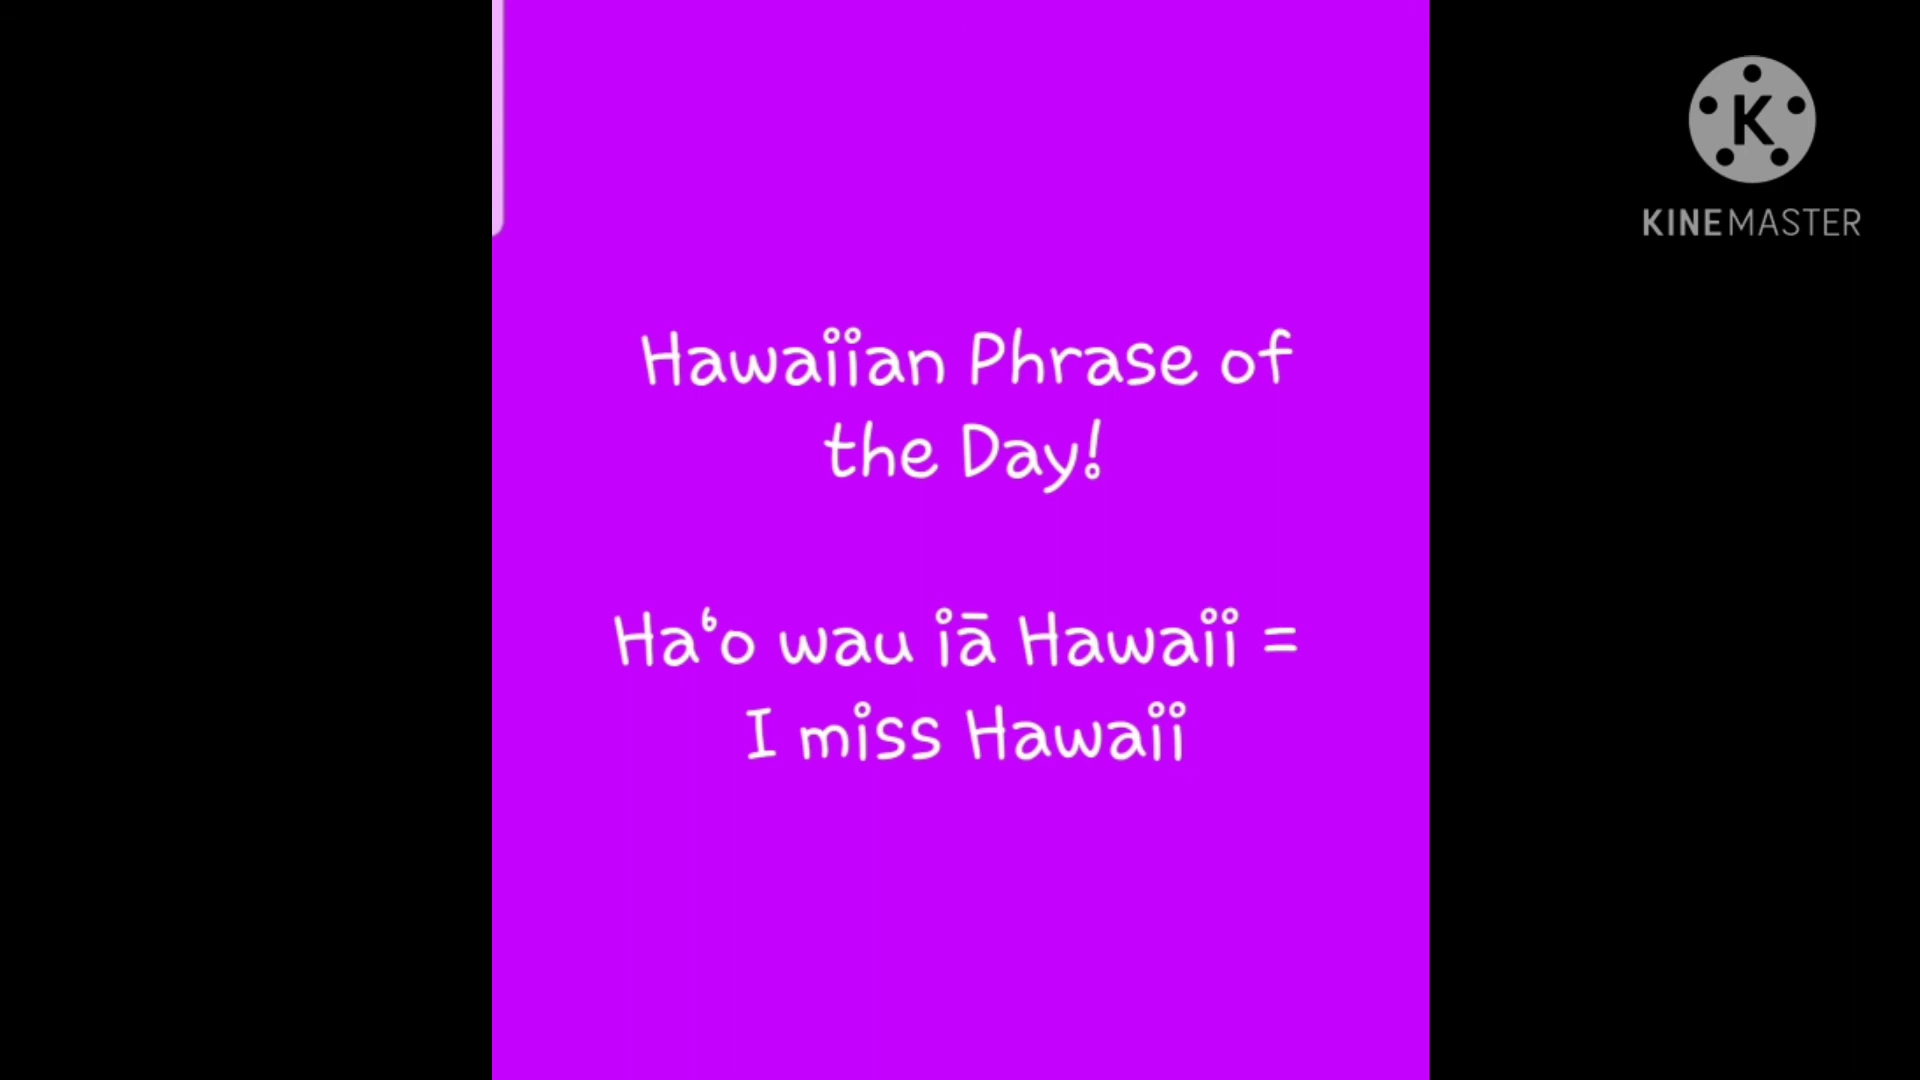 Hawaiian Phrase of
the Day!
Haʻo wau iā Hawaii =
I miss Hawaii
K
KINEMASTER